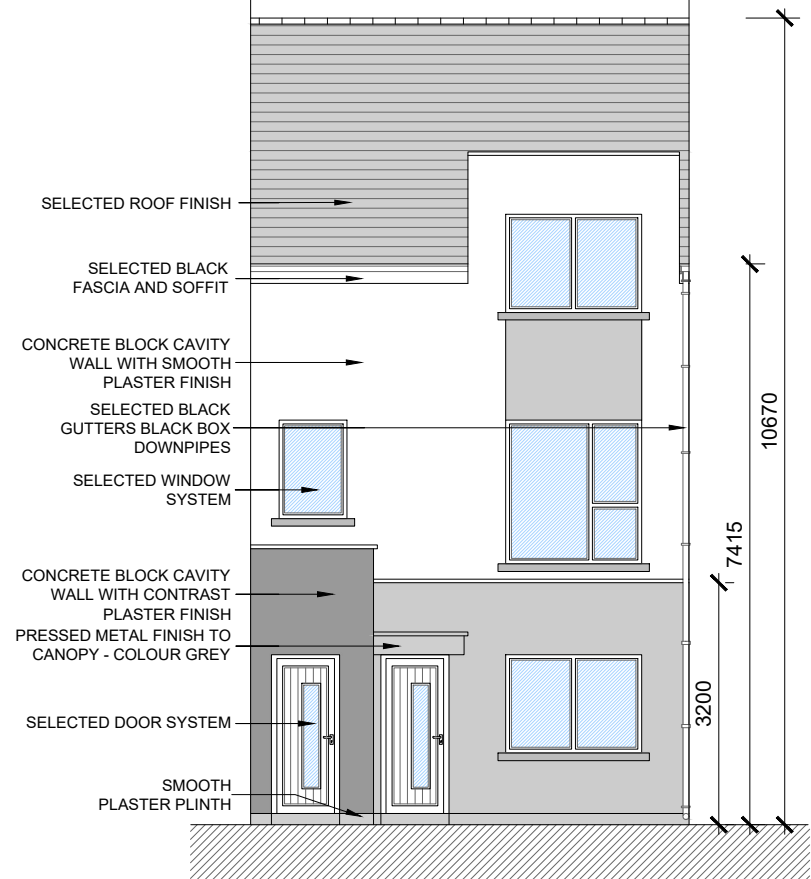 SELECTED ROOF FINISH
SELECTED BLACK
FASCIA AND SOFFIT
CONCRETE BLOCK CAVITY
WALL WITH SMOOTH
PLASTER FINISH
SELECTED BLACK
GUTTERS BLACK BOX
DOWNPIPES
SELECTED WINDOW
SYSTEM
CONCRETE BLOCK CAVITY
WALL WITH CONTRAST
PLASTER FINISH
PRESSED METAL FINISH TO
CANOPY - COLOUR GREY
SELECTED DOOR SYSTEM
SMOOTH
PLASTER PLINTH
3200
7415
10670